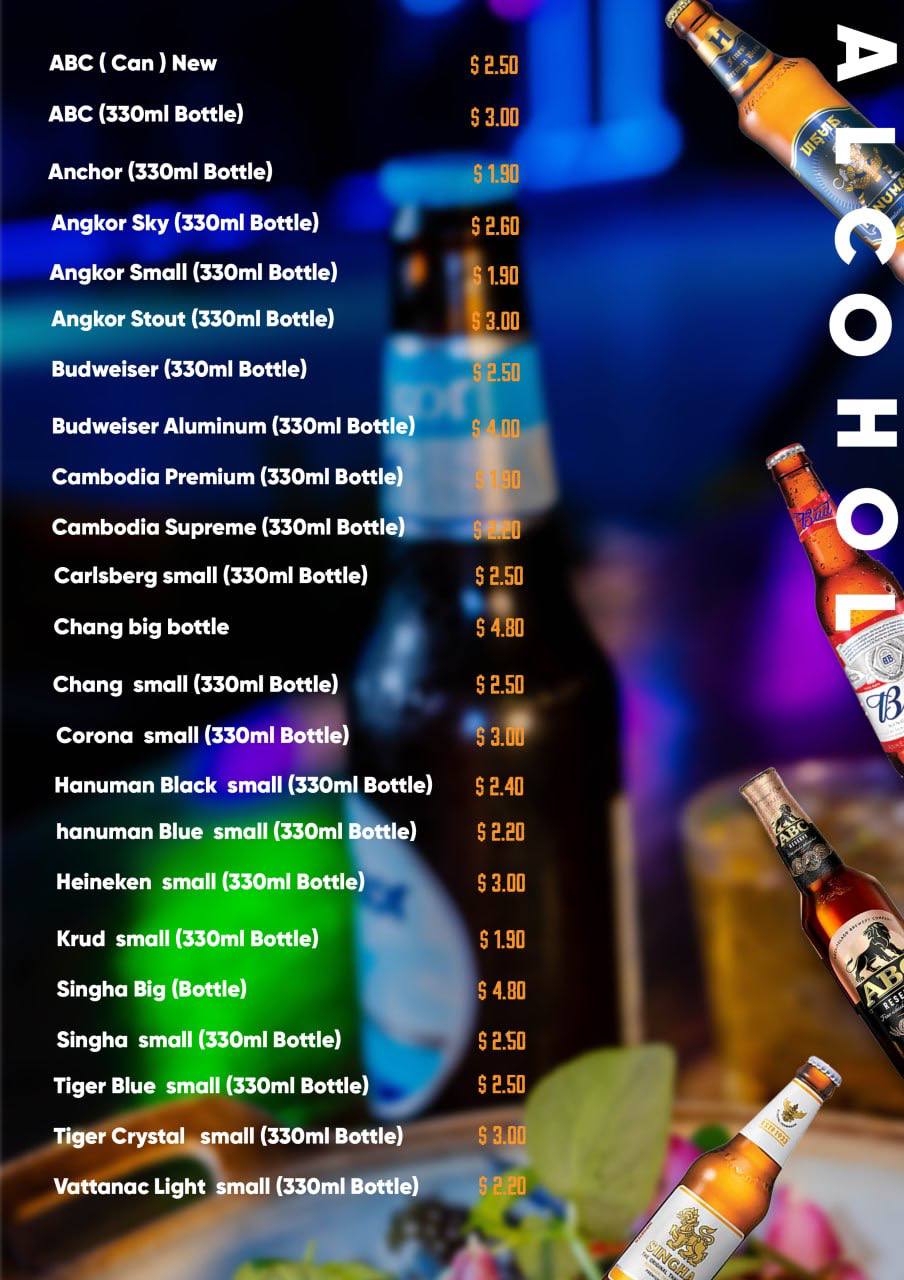 ABC ( Can ) New $ 2.50
ABC (330ml Bottle) $ 3.00
Anchor (330ml Bottle) $ 1.90
Angkor Sky (330ml Bottle) $ 2.60
Angkor Small (330ml Bottle) $ 1.90
Angkor Stout (330ml Bottle) $ 3.00
Budweiser (330ml Bottle) $ 2.50
Budweiser Aluminum (330ml Bottle) $ 4.00
Cambodia Premium (330ml Bottle) $ 1.90
Cambodia Supreme (330ml Bottle) $ 2.20
Carlsberg small (330ml Bottle) $ 2.50
Chang big bottle $ 4.80
Chang small (330ml Bottle) $ 2.50
Corona small (330ml Bottle) $ 3.00
Hanuman Black small (330ml Bottle) $ 2.40
hanuman Blue small (330ml Bottle) $ 2.20
Heineken small (330ml Bottle) $ 3.00
Krud small (330ml Bottle) $ 1.90
Singha Big (Bottle) $ 4.80
Singha small (330ml Bottle) $ 2.50
Tiger Blue small (330ml Bottle) $ 2.50
Tiger Crystal small (330ml Bottle) $ 3.00
Vattanac Light small (330ml Bottle) $ 2.20
ALCOHOL
H
Bud
ABC
RESERVE
ABC
SINGHA